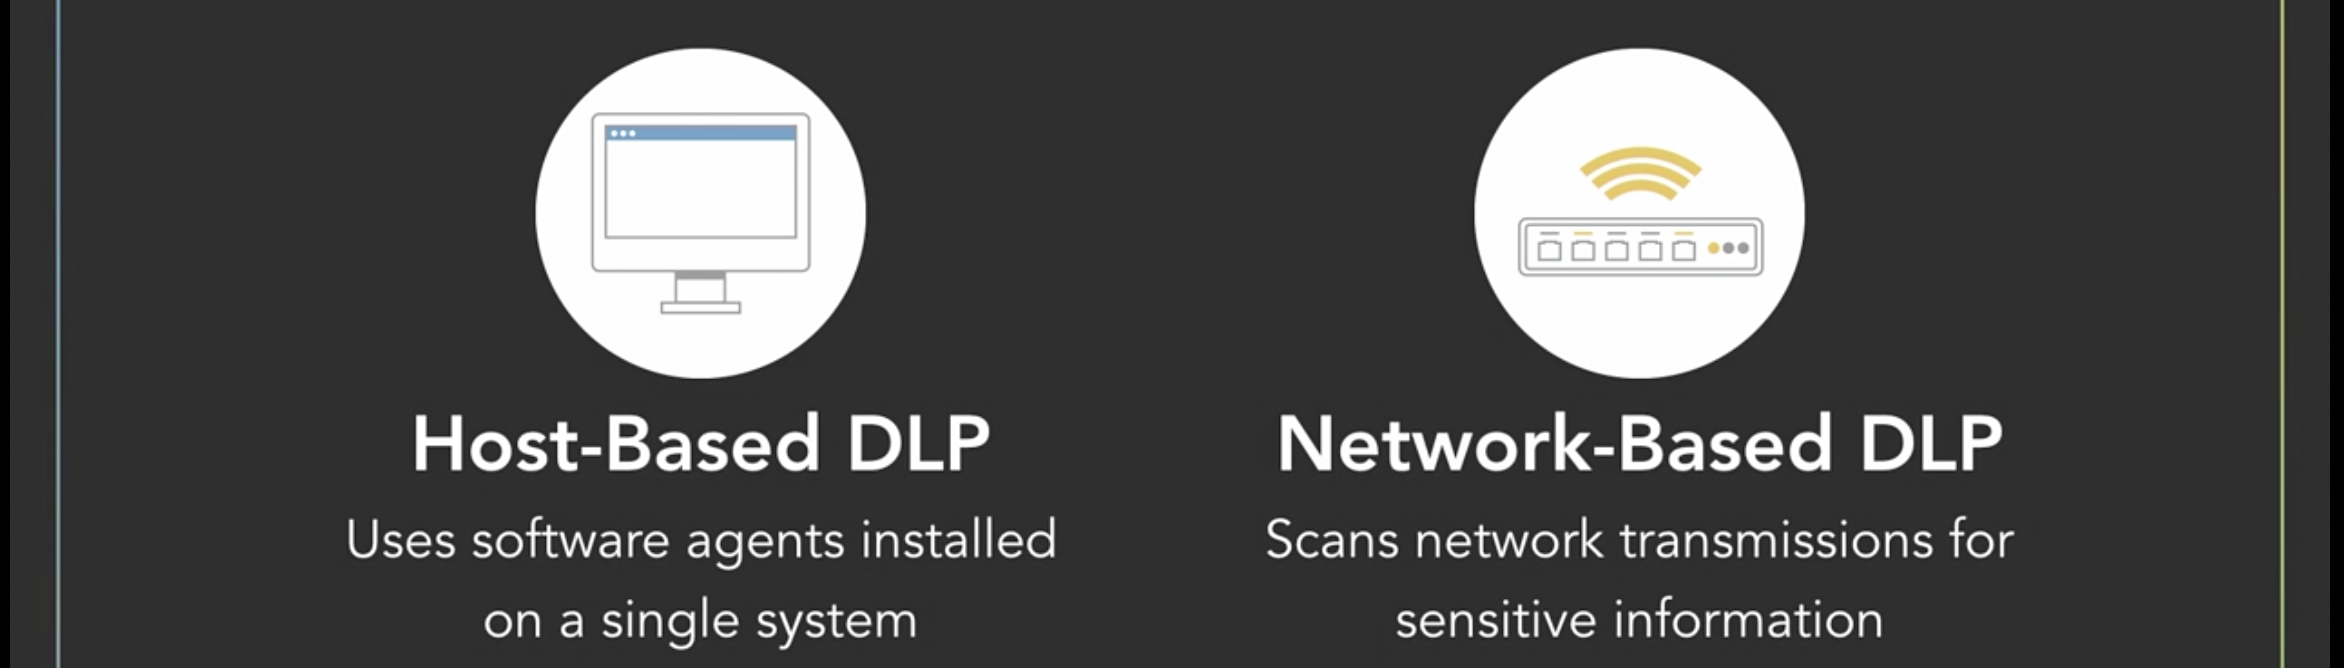 Host-Based DLP
Uses software agents installed
on a single system
Network-Based DLP
Scans network transmissions for
sensitive information